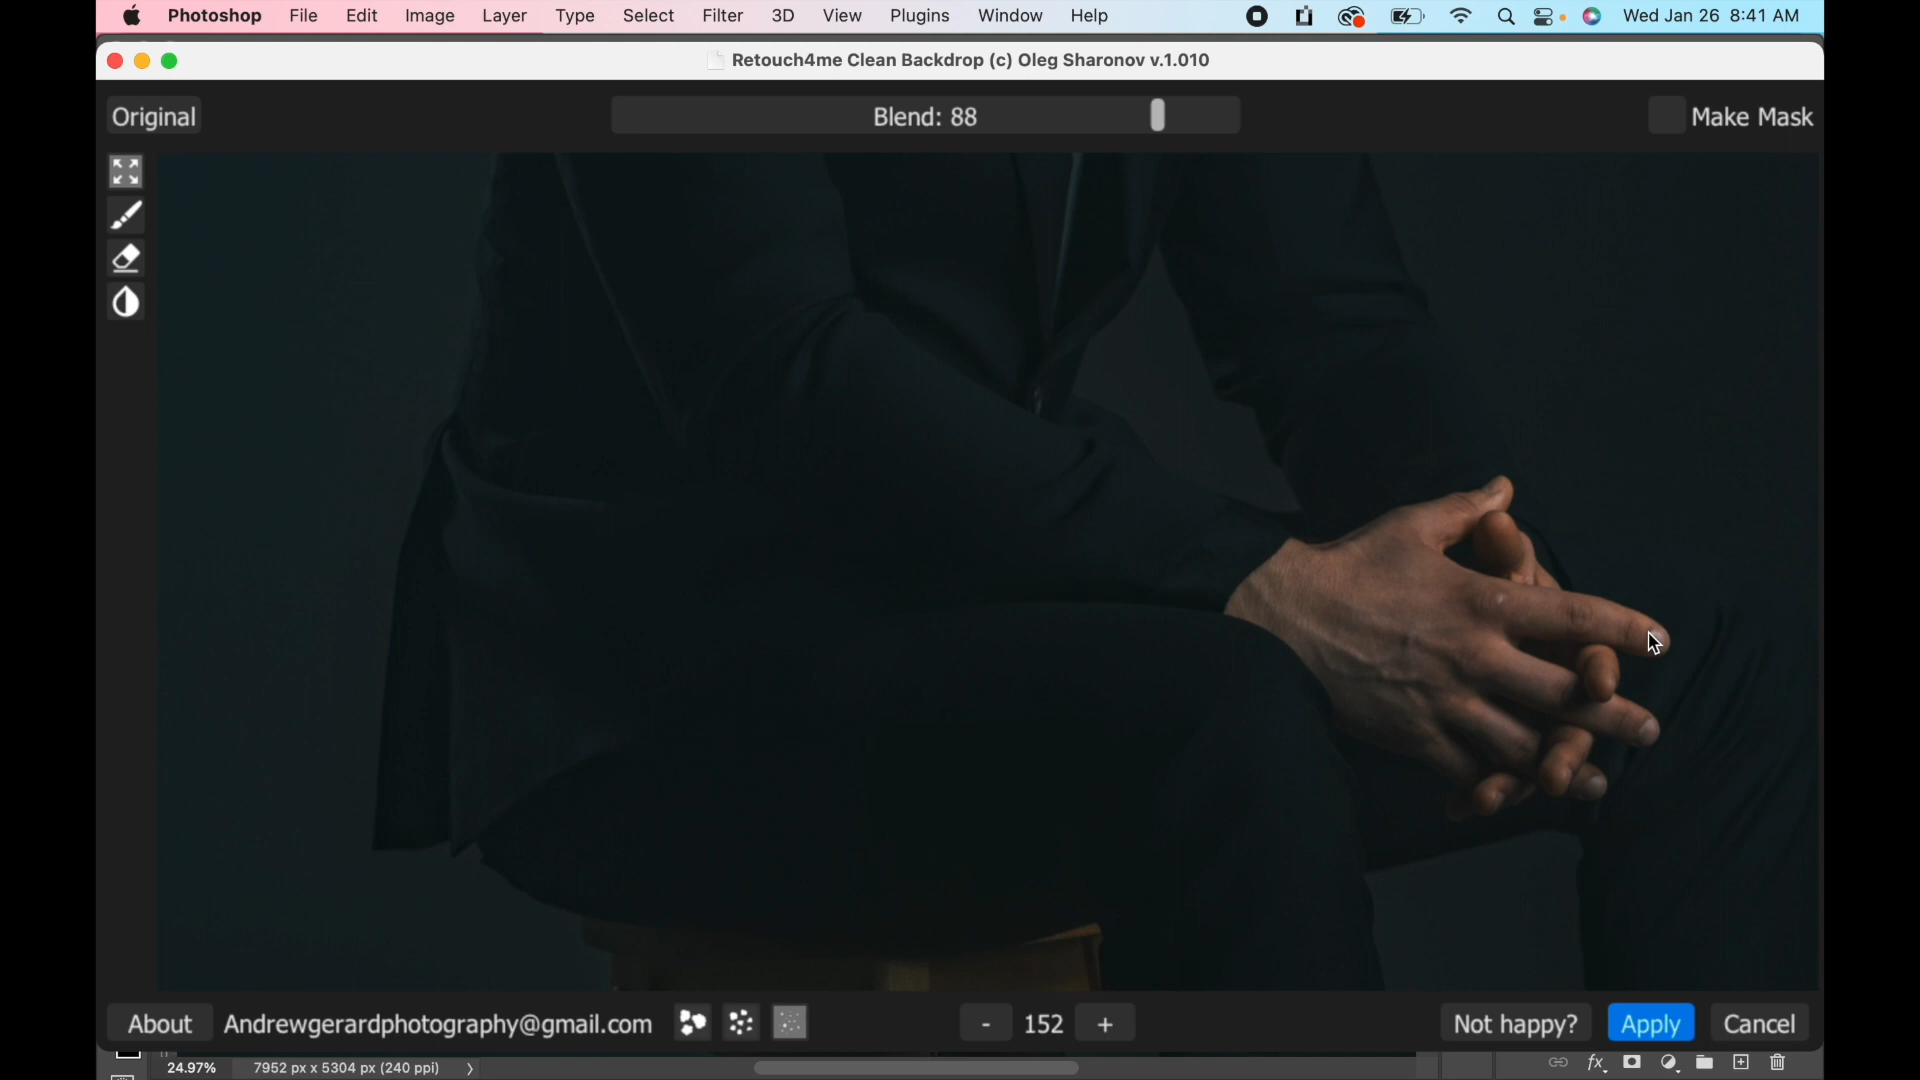 Photoshop File Edit Image Layer Type Select Filter 3D View Plugins Window Help Wed Jan 26 8:41 AM
Retouch4me Clean Backdrop (c) Oleg Sharonov v.1.010
Original Blend: 88 Make Mask
About Andrewgerardphotography@gmail.com - 152 + Not happy? Apply Cancel
24.97% 7952 px x 5304 px (240 ppi) fx